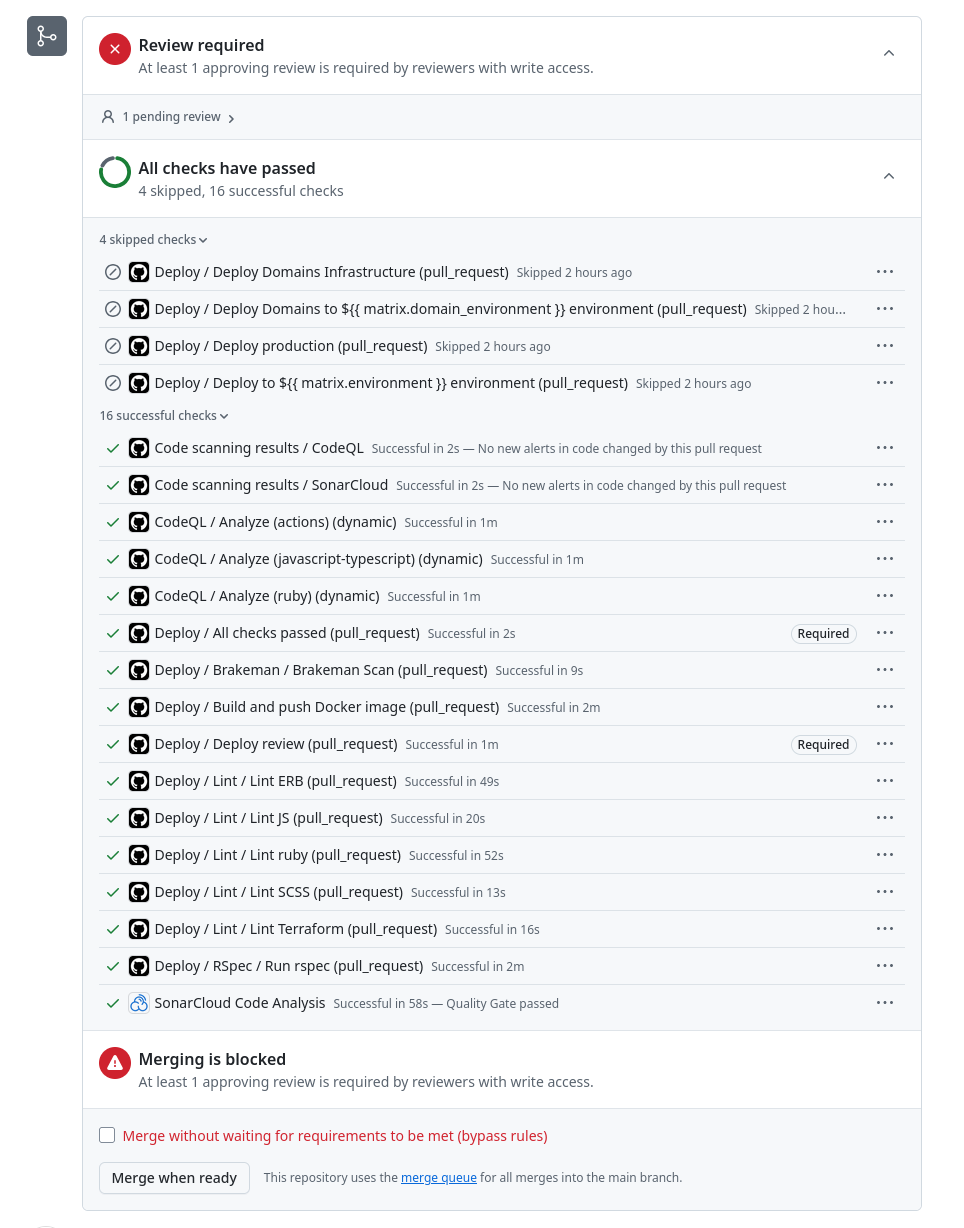 Review required
At least 1 approving review is required by reviewers with write access.
1 pending review
All checks have passed
4 skipped, 16 successful checks
4 skipped checks
Deploy / Deploy Domains Infrastructure (pull_request) Skipped 2 hours ago
Deploy / Deploy Domains to ${{ matrix.domain_environment }} environment (pull_request) Skipped 2 hou...
Deploy / Deploy production (pull_request) Skipped 2 hours ago
Deploy / Deploy to ${{ matrix.environment }} environment (pull_request) Skipped 2 hours ago
16 successful checks
Code scanning results / CodeQL Successful in 2s — No new alerts in code changed by this pull request
Code scanning results / SonarCloud Successful in 2s — No new alerts in code changed by this pull request
CodeQL / Analyze (actions) (dynamic) Successful in 1m
CodeQL / Analyze (javascript-typescript) (dynamic) Successful in 1m
CodeQL / Analyze (ruby) (dynamic) Successful in 1m
Deploy / All checks passed (pull_request) Successful in 2s Required
Deploy / Brakeman / Brakeman Scan (pull_request) Successful in 9s
Deploy / Build and push Docker image (pull_request) Successful in 2m
Deploy / Deploy review (pull_request) Successful in 1m Required
Deploy / Lint / Lint ERB (pull_request) Successful in 49s
Deploy / Lint / Lint JS (pull_request) Successful in 20s
Deploy / Lint / Lint ruby (pull_request) Successful in 52s
Deploy / Lint / Lint SCSS (pull_request) Successful in 13s
Deploy / Lint / Lint Terraform (pull_request) Successful in 16s
Deploy / RSpec / Run rspec (pull_request) Successful in 2m
SonarCloud Code Analysis Successful in 58s — Quality Gate passed
Merging is blocked
At least 1 approving review is required by reviewers with write access.
Merge without waiting for requirements to be met (bypass rules)
Merge when ready This repository uses the merge queue for all merges into the main branch.